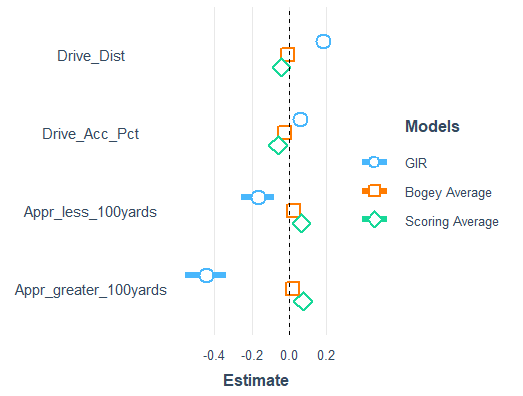 Drive_Dist
Drive_Acc_Pct
Appr_less_100yards
Appr_greater_100yards
-0.4 -0.2 0.0 0.2
Estimate
Models
GIR
Bogey Average
Scoring Average